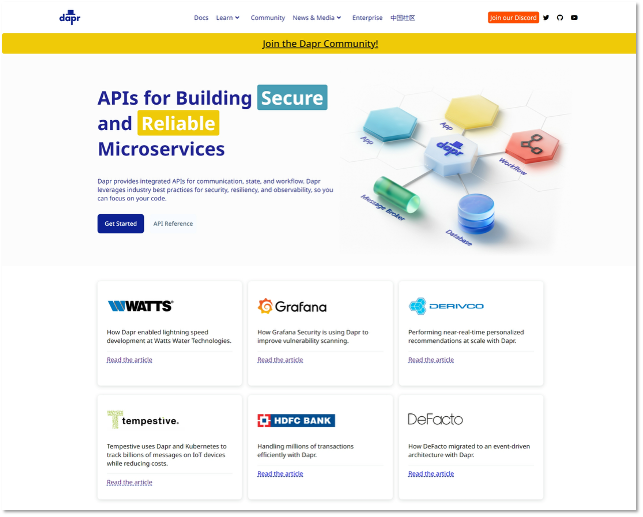 dapr
Docs Learn Community News & Media Enterprise 中国社区 Join our Discord
Join the Dapr Community!
APIs for Building Secure
and Reliable
Microservices
Dapr provides integrated APIs for communication, state, and workflow. Dapr
leverages industry best practices for security, resiliency, and observability, so you
can focus on your code.
Get Started API Reference
App
App
dapr
Workflow
Message Broker
Database
WATTS
How Dapr enabled lightning speed
development at Watts Water Technologies.
Read the article
Grafana
How Grafana Security is using Dapr to
improve vulnerability scanning.
Read the article
DERIVCO
Performing near-real-time personalized
recommendations at scale with Dapr.
Read the article
tempestive.
Tempestive uses Dapr and Kubernetes to
track billions of messages on IoT devices
while reducing costs.
Read the article
HDFC BANK
Handling millions of transactions
efficiently with Dapr.
Read the article
DeFacto
How DeFacto migrated to an event-driven
architecture with Dapr.
Read the article